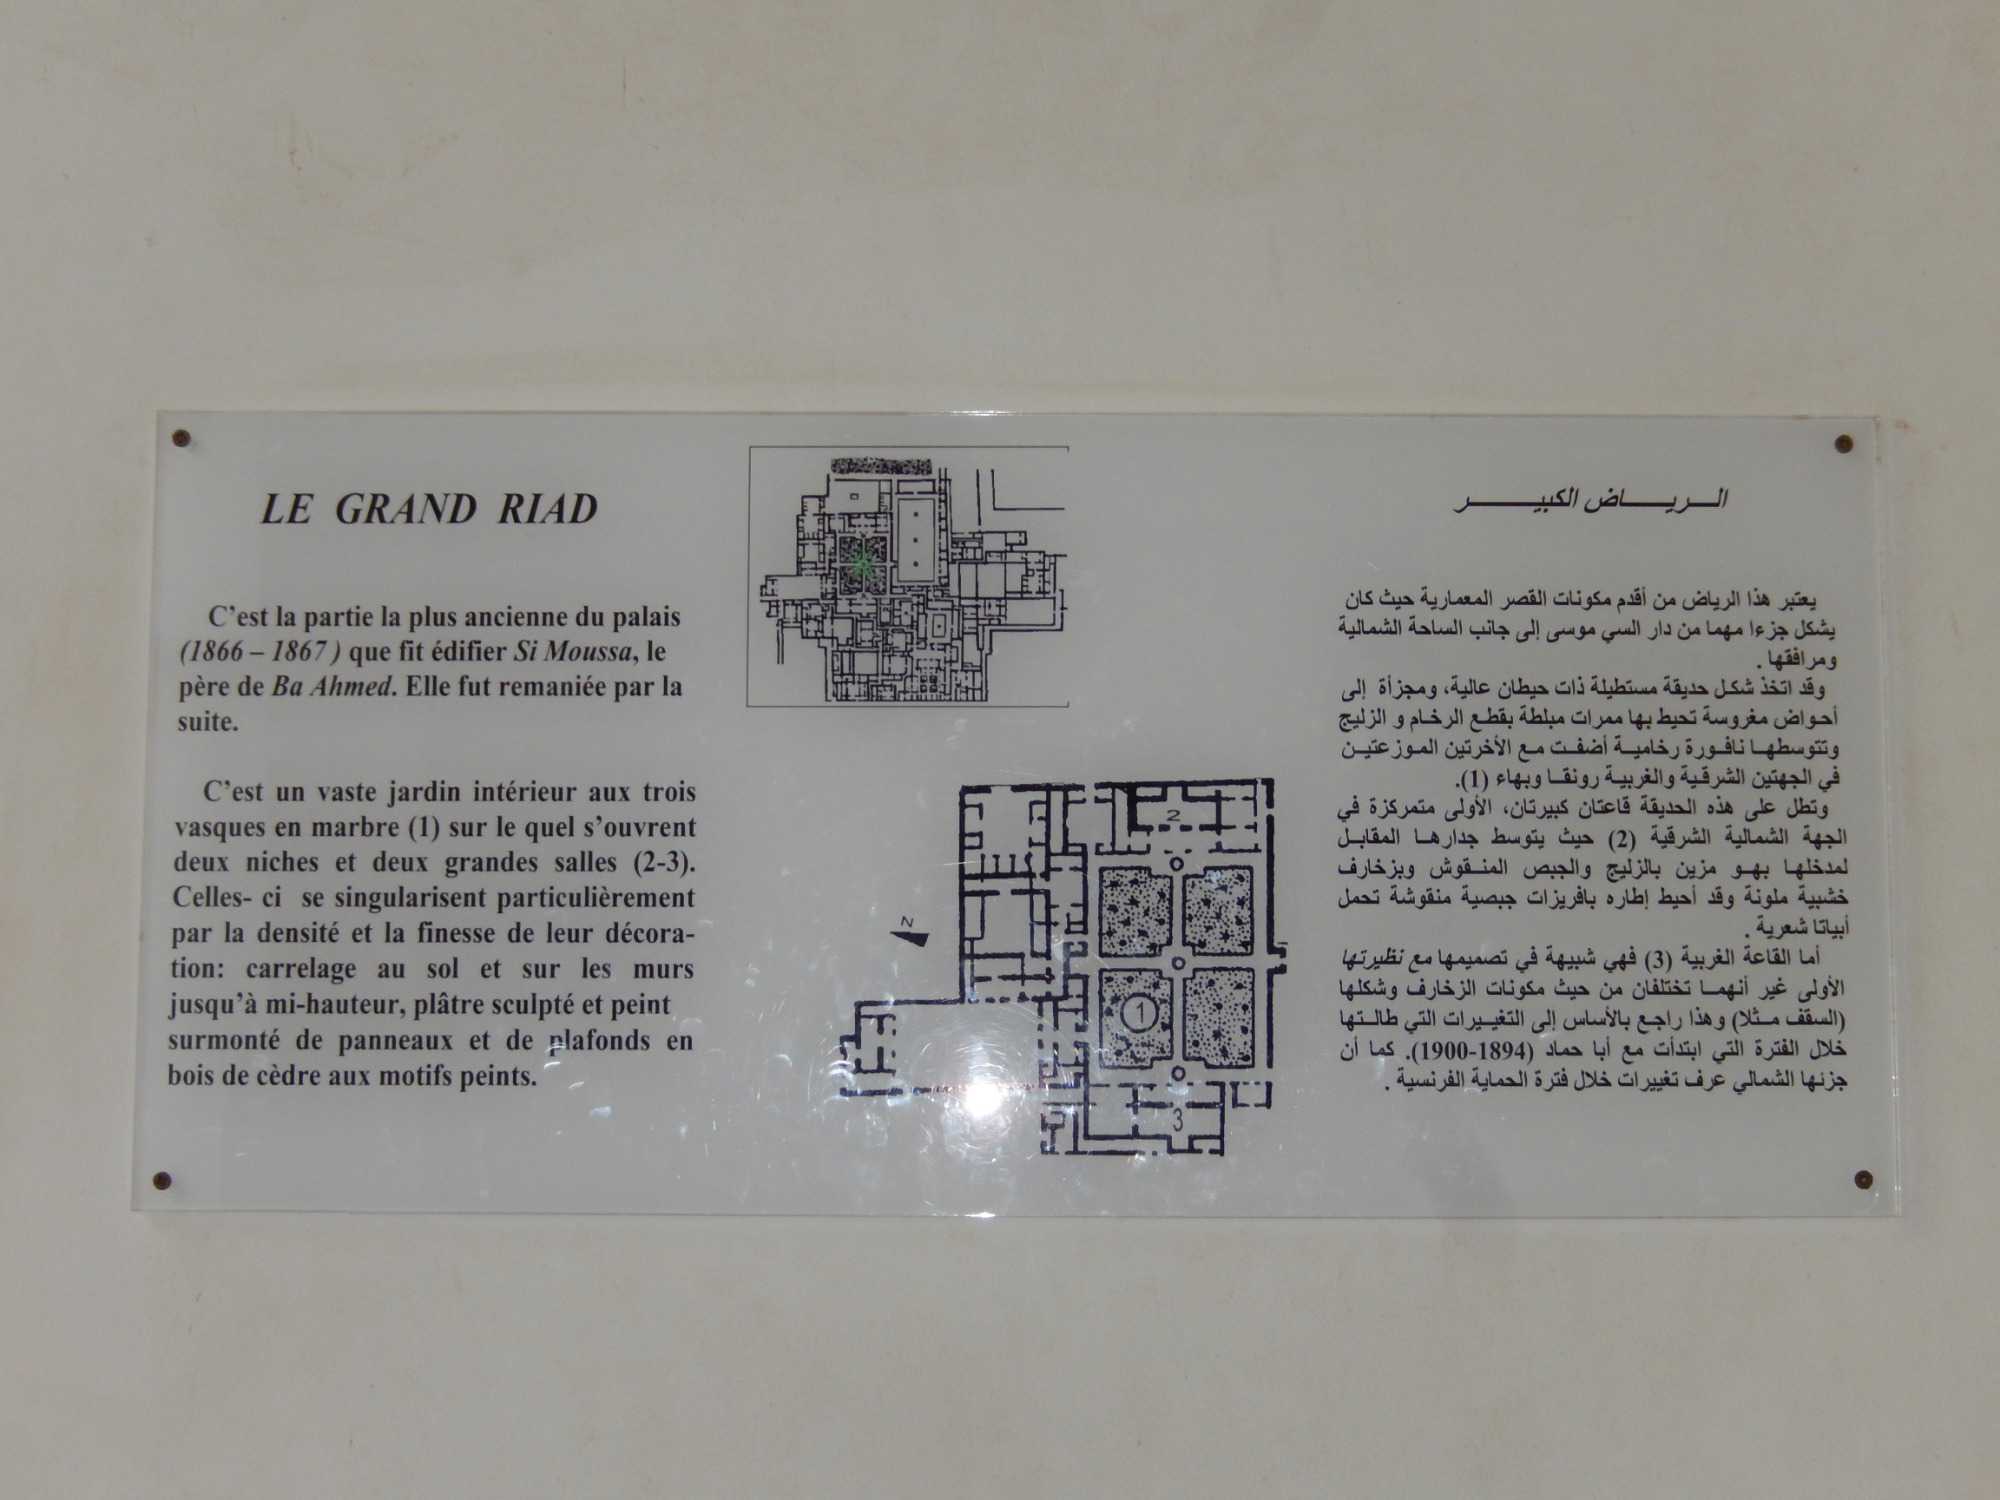 LE GRAND RIAD
C'est la partie la plus ancienne du palais
(1866 – 1867 ) que fit édifier Si Moussa, le
père de Ba Ahmed. Elle fut remaniée par la
suite.
C'est un vaste jardin intérieur aux trois
vasques en marbre (1) sur le quel s'ouvrent
deux niches et deux grandes salles (2-3).
Celles- ci se singularisent particulièrement
par la densité et la finesse de leur décora-
tion: carrelage au sol et sur les murs
jusqu'à mi-hauteur, plâtre sculpté et peint
surmonté de panneaux et de plafonds en
bois de cèdre aux motifs peints.
2
N
1
3
الـريـــاض الكبيـــر
يعتبر هذا الرياض من أقدم مكونات القصر المعمارية حيث كان
يشكل جزءا مهما من دار السي موسى إلى جانب الساحة الشمالية
ومرافقها .
وقد اتخذ شكل حديقة مستطيلة ذات حيطان عالية، ومجزأة إلى
أحواض مغروسة تحيط بها ممرات مبلطة بقطع الرخام و الزليج
وتتوسطها نافورة رخامية أضفت مع الأخرتين الموزعتين
في الجهتين الشرقية والغربية رونقا وبهاء (1).
وتطل على هذه الحديقة قاعتان كبيرتان، الأولى متمركزة في
الجهة الشمالية الشرقية (2) حيث يتوسط جدارها المقابل
لمدخلها بهو مزين بالزليج والجبص المنقوش وبزخارف
خشبية ملونة وقد أحيط إطاره بافريزات جبصية منقوشة تحمل
أبياتا شعرية .
أما القاعة الغربية (3) فهي شبيهة في تصميمها مع نظيرتها
الأولى غير أنهما تختلفان من حيث مكونات الزخارف وشكلها
(السقف مثلا) وهذا راجع بالأساس إلى التغييرات التي طالتها
خلال الفترة التي ابتدأت مع أبا حماد (1894-1900). كما أن
جزئها الشمالي عرف تغييرات خلال فترة الحماية الفرنسية .